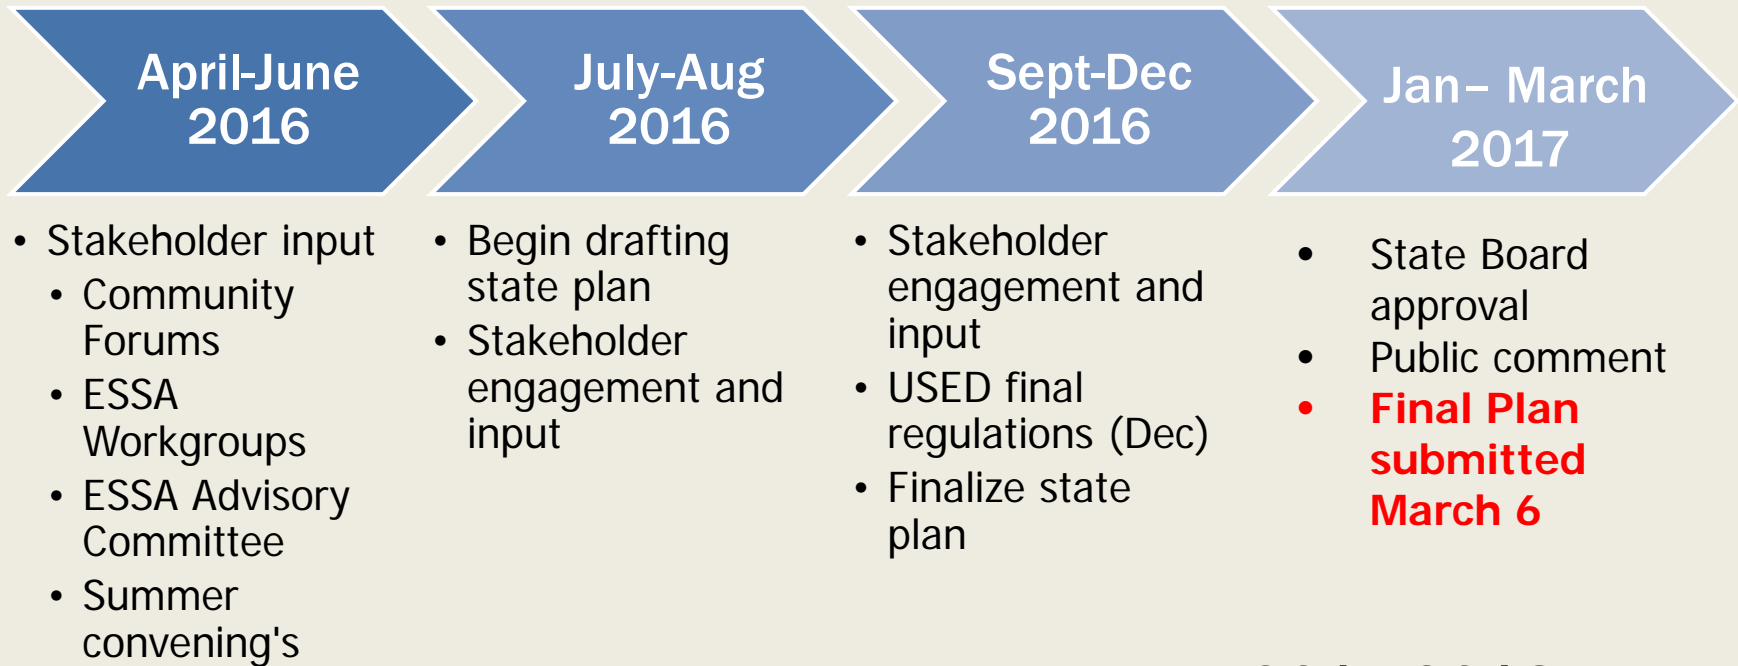 April-June
2016
• Stakeholder input
• Community
Forums
• ESSA
Workgroups
• ESSA Advisory
Committee
• Summer
convening's
July-Aug
2016
• Begin drafting
state plan
• Stakeholder
engagement and
input
Sept-Dec
2016
• Stakeholder
engagement and
input
• USED final
regulations (Dec)
• Finalize state
plan
Jan– March
2017
• State Board
approval
• Public comment
• Final Plan
submitted
March 6